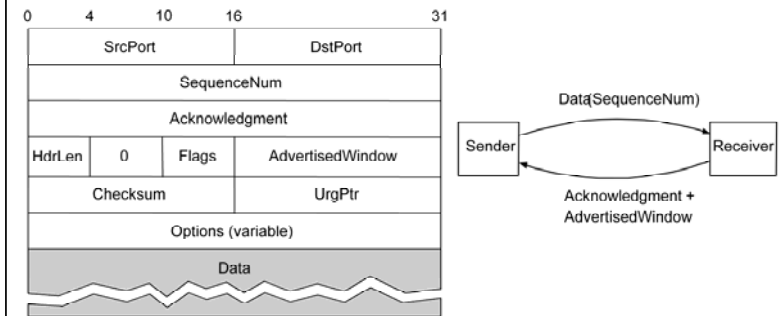 0 4 10 16 31
SrcPort DstPort
SequenceNum
Acknowledgment
HdrLen 0 Flags AdvertisedWindow
Checksum UrgPtr
Options (variable)
Data
Data(SequenceNum)
Sender Receiver
Acknowledgment +
AdvertisedWindow